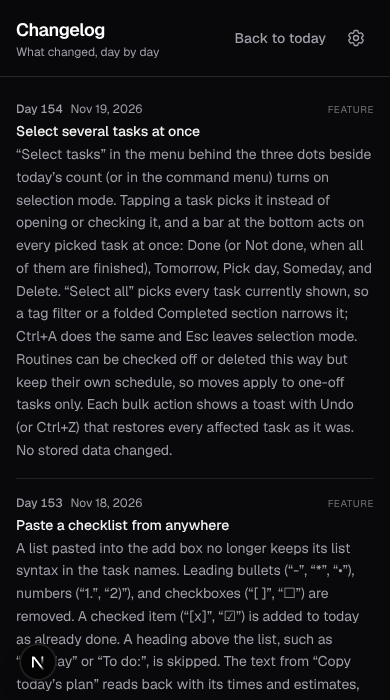 Changelog
What changed, day by day
Back to today
Day 154 Nov 19, 2026
FEATURE
Select several tasks at once
“Select tasks” in the menu behind the three dots beside
today’s count (or in the command menu) turns on
selection mode. Tapping a task picks it instead of
opening or checking it, and a bar at the bottom acts on
every picked task at once: Done (or Not done, when all
of them are finished), Tomorrow, Pick day, Someday, and
Delete. “Select all” picks every task currently shown, so
a tag filter or a folded Completed section narrows it;
Ctrl+A does the same and Esc leaves selection mode.
Routines can be checked off or deleted this way but
keep their own schedule, so moves apply to one-off
tasks only. Each bulk action shows a toast with Undo
(or Ctrl+Z) that restores every affected task as it was.
No stored data changed.
Day 153 Nov 18, 2026
FEATURE
Paste a checklist from anywhere
A list pasted into the add box no longer keeps its list
syntax in the task names. Leading bullets (“-”, “*”, “•”),
numbers (“1.”, “2)”), and checkboxes (“[ ]”, “☐”) are
removed. A checked item (“[x]”, “☑”) is added to today
as already done. A heading above the list, such as
day” or “To do:”, is skipped. The text from “Copy
today’s plan” reads back with its times and estimates,
N